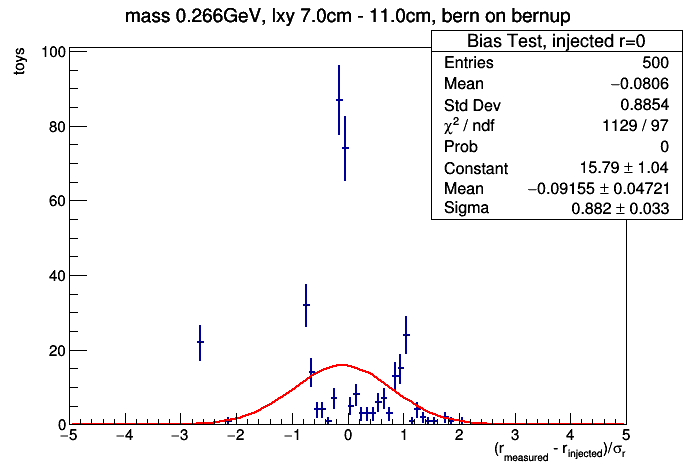 mass 0.266GeV, lxy 7.0cm - 11.0cm, bern on bernup
Bias Test, injected r=0
Entries 500
Mean −0.0806
Std Dev 0.8854
χ² / ndf 1129 / 97
Prob 0
Constant 15.79 ± 1.04
Mean −0.09155 ± 0.04721
Sigma 0.882 ± 0.033
toys
100
80
60
40
20
0
−5 −4 −3 −2 −1 0 1 2 3 4 5
(r_measured - r_injected)/σ_r